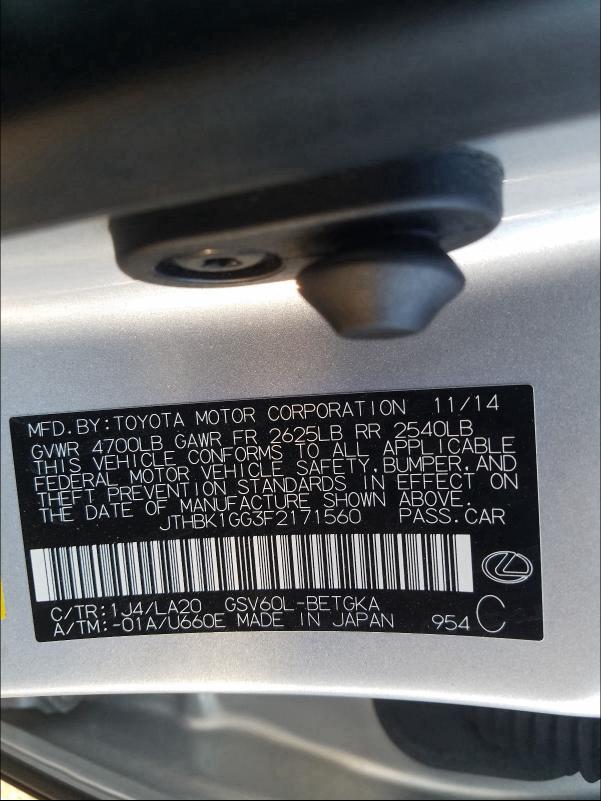 MFD.BY:TOYOTA MOTOR CORPORATION 11/14
GVWR 4700LB GAWR FR 2625LB RR 2540LB
THIS VEHICLE CONFORMS TO ALL APPLICABLE
FEDERAL MOTOR VEHICLE SAFETY,BUMPER,AND
THEFT PREVENTION STANDARDS IN EFFECT ON
THE DATE OF MANUFACTURE SHOWN ABOVE.
JTHBK1GG3F2171560 PASS.CAR
C/TR:1J4/LA20 GSV60L-BETGKA
A/TM:-01A/U660E MADE IN JAPAN 954 C